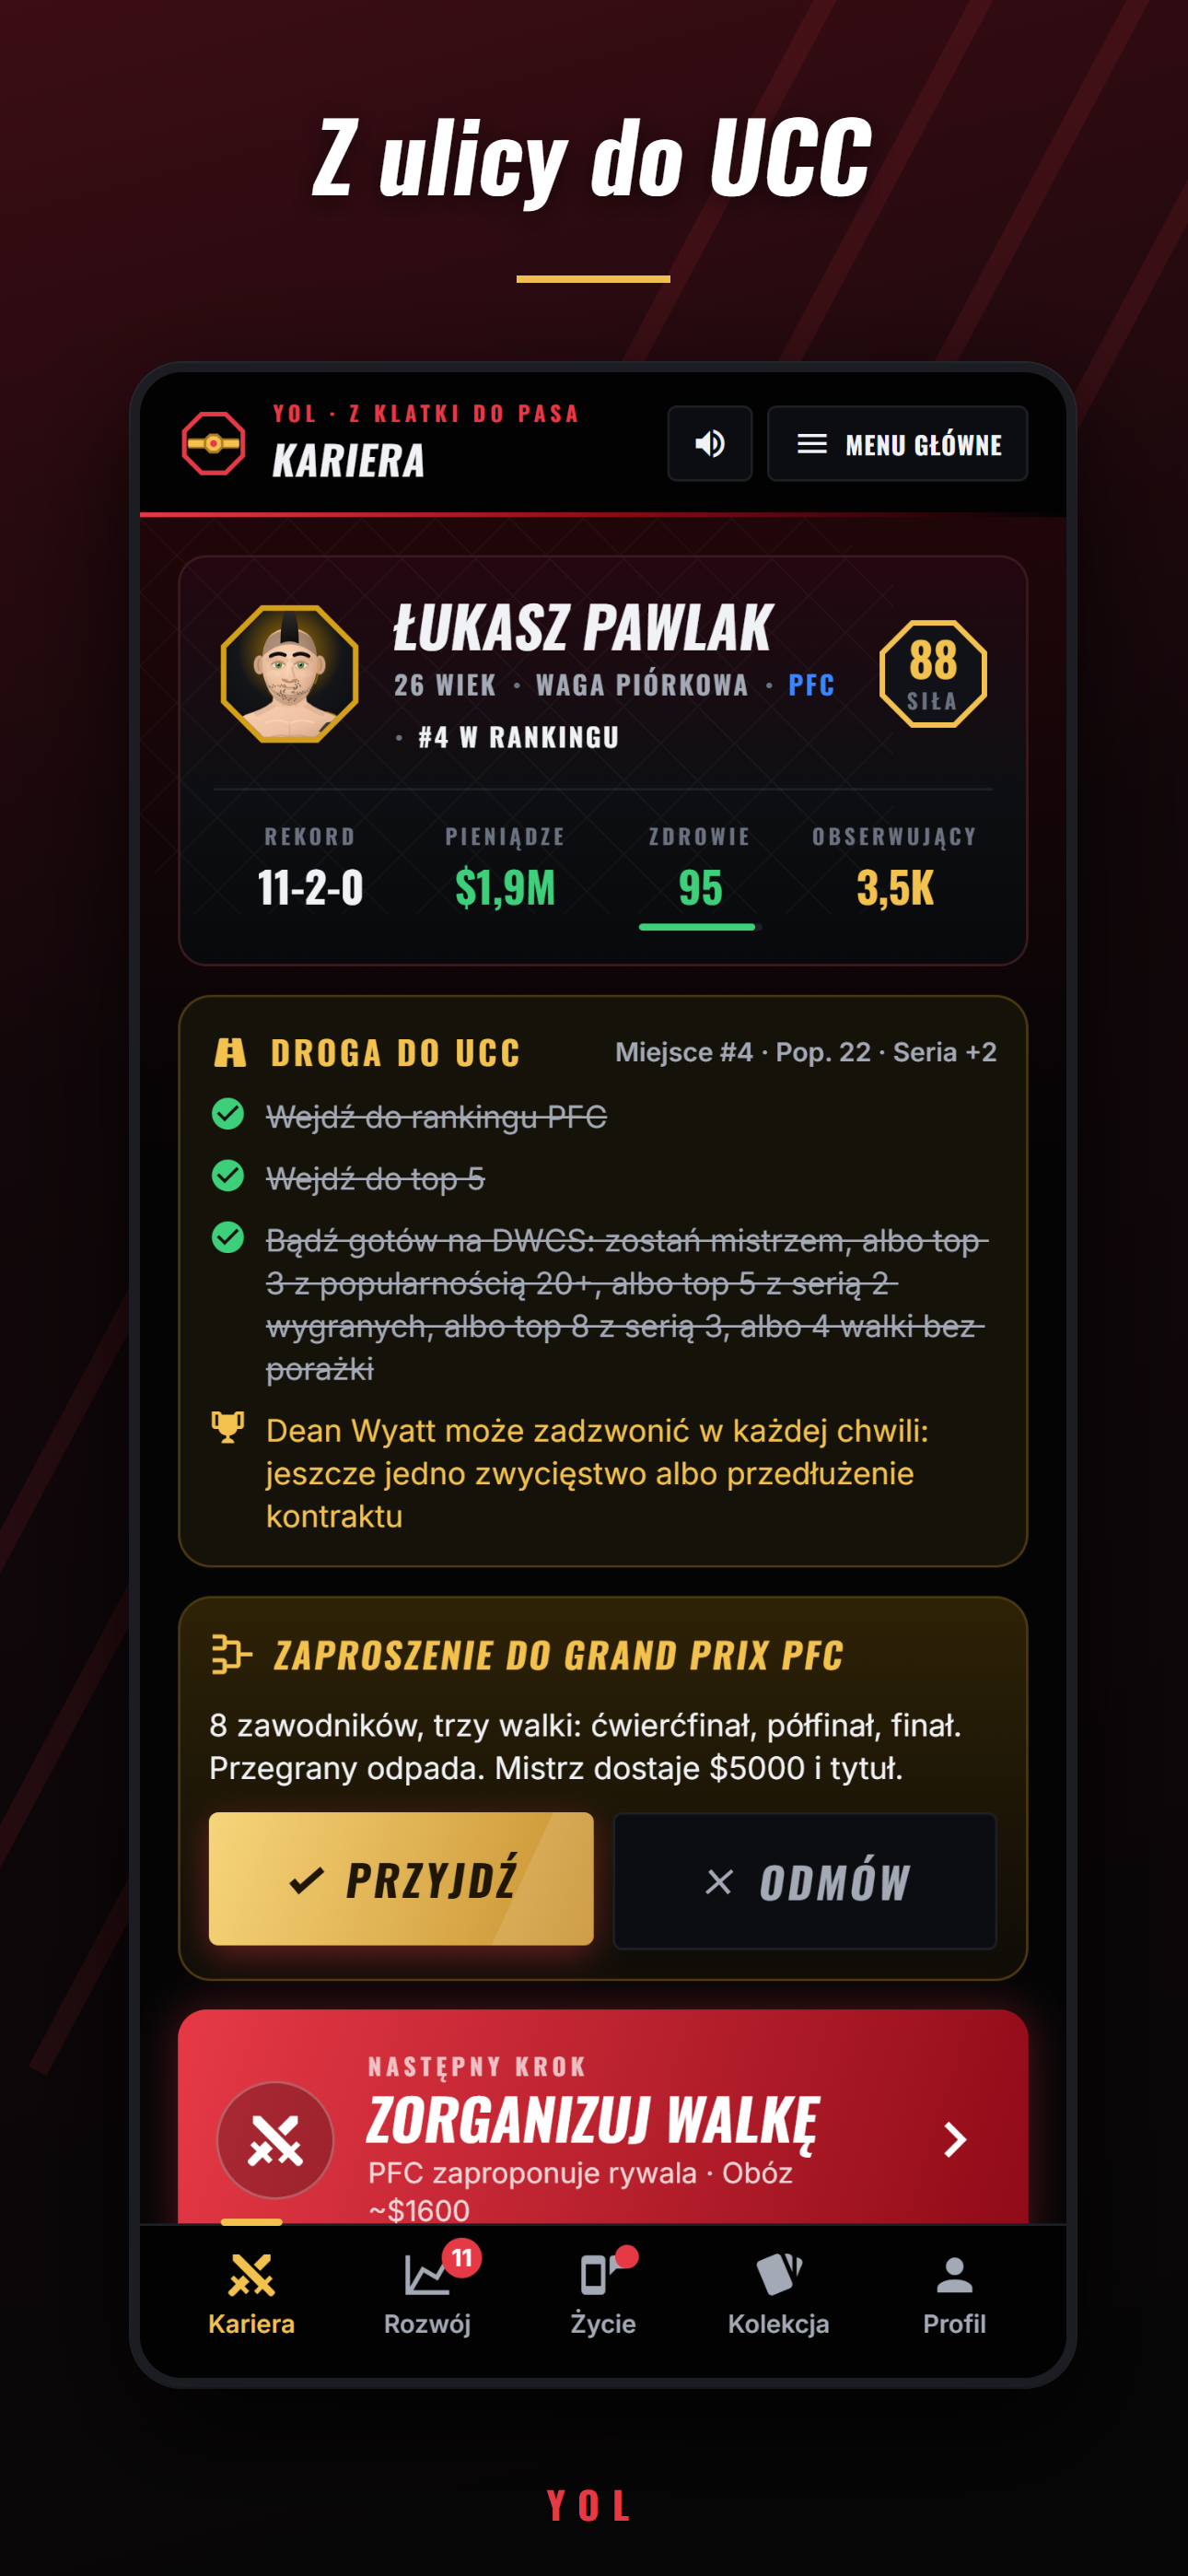 Z ulicy do UCC
YOL · Z KLATKI DO PASA
KARIERA
MENU GŁÓWNE
ŁUKASZ PAWLAK
26 WIEK · WAGA PIÓRKOWA · PFC
· #4 W RANKINGU
88
SIŁA
REKORD
PIENIĄDZE
ZDROWIE
OBSERWUJĄCY
11-2-0
$1,9M
95
3,5K
DROGA DO UCC
Miejsce #4 · Pop. 22 · Seria +2
Wejdź do rankingu PFC
Wejdź do top 5
Bądź gotów na DWCS: zostań mistrzem, albo top
3 z popularnością 20+, albo top 5 z serią 2
wygranych, albo top 8 z serią 3, albo 4 walki bez
porażki
Dean Wyatt może zadzwonić w każdej chwili:
jeszcze jedno zwycięstwo albo przedłużenie
kontraktu
ZAPROSZENIE DO GRAND PRIX PFC
8 zawodników, trzy walki: ćwierćfinał, półfinał, finał.
Przegrany odpada. Mistrz dostaje $5000 i tytuł.
PRZYJDŹ
ODMÓW
NASTĘPNY KROK
ZORGANIZUJ WALKĘ
PFC zaproponuje rywala · Obóz
~$1600
11
Kariera
Rozwój
Życie
Kolekcja
Profil
YOL